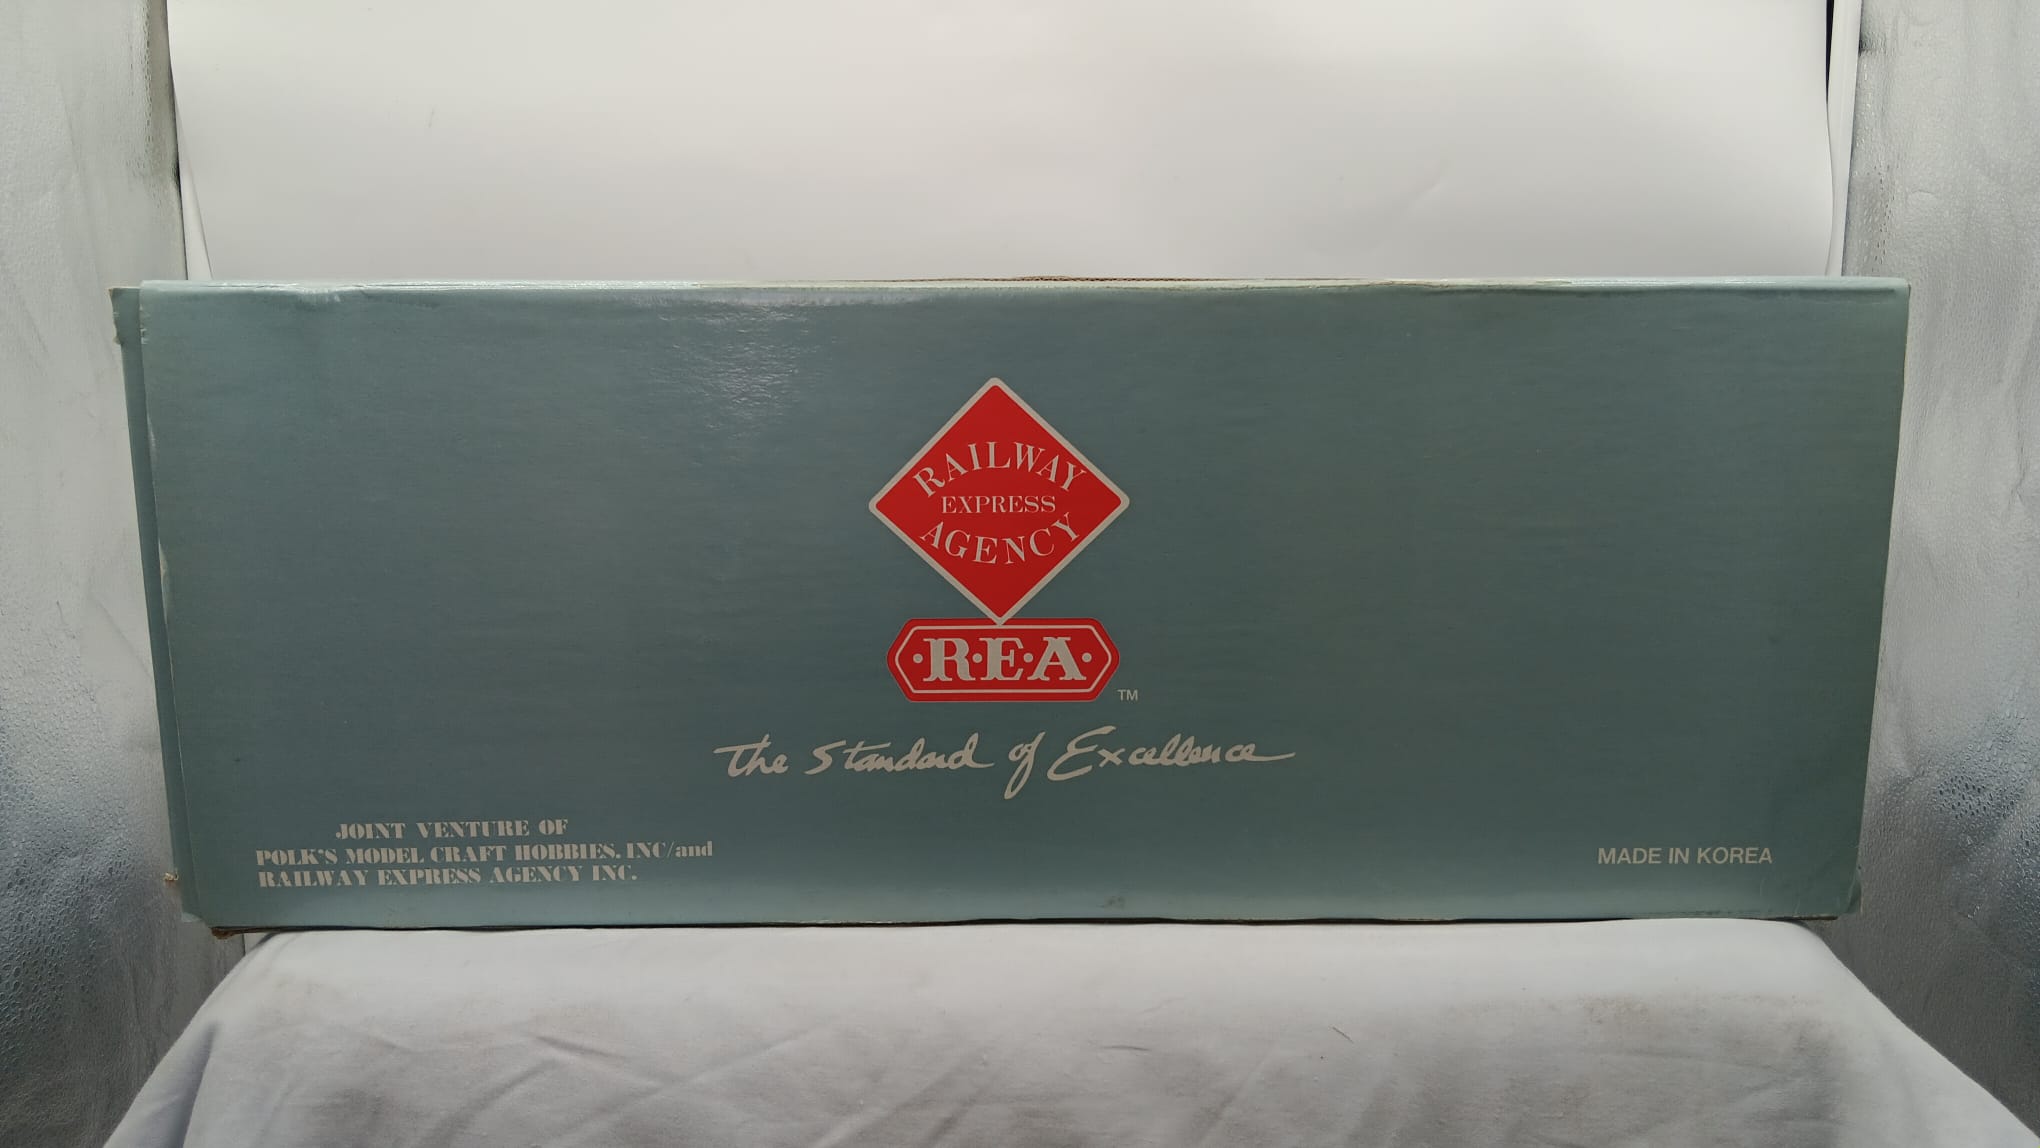 RAILWAY
EXPRESS
AGENCY
·R·E·A·
TM
The Standard of Excellence
JOINT VENTURE OF
POLK'S MODEL CRAFT HOBBIES, INC/and
RAILWAY EXPRESS AGENCY INC.
MADE IN KOREA